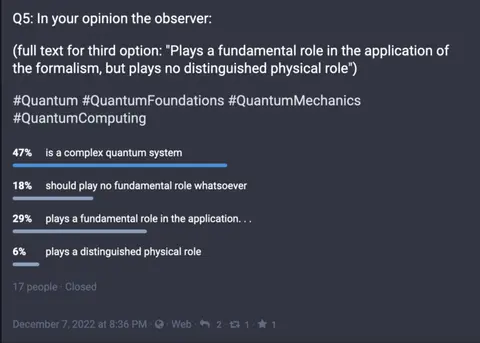 Q5: In your opinion the observer:
(full text for third option: "Plays a fundamental role in the application of
the formalism, but plays no distinguished physical role")
#Quantum #QuantumFoundations #QuantumMechanics
#QuantumComputing
47% is a complex quantum system
18% should play no fundamental role whatsoever
29% plays a fundamental role in the application. . .
6% plays a distinguished physical role
17 people · Closed
December 7, 2022 at 8:36 PM · Web · 2 · 1 · 1